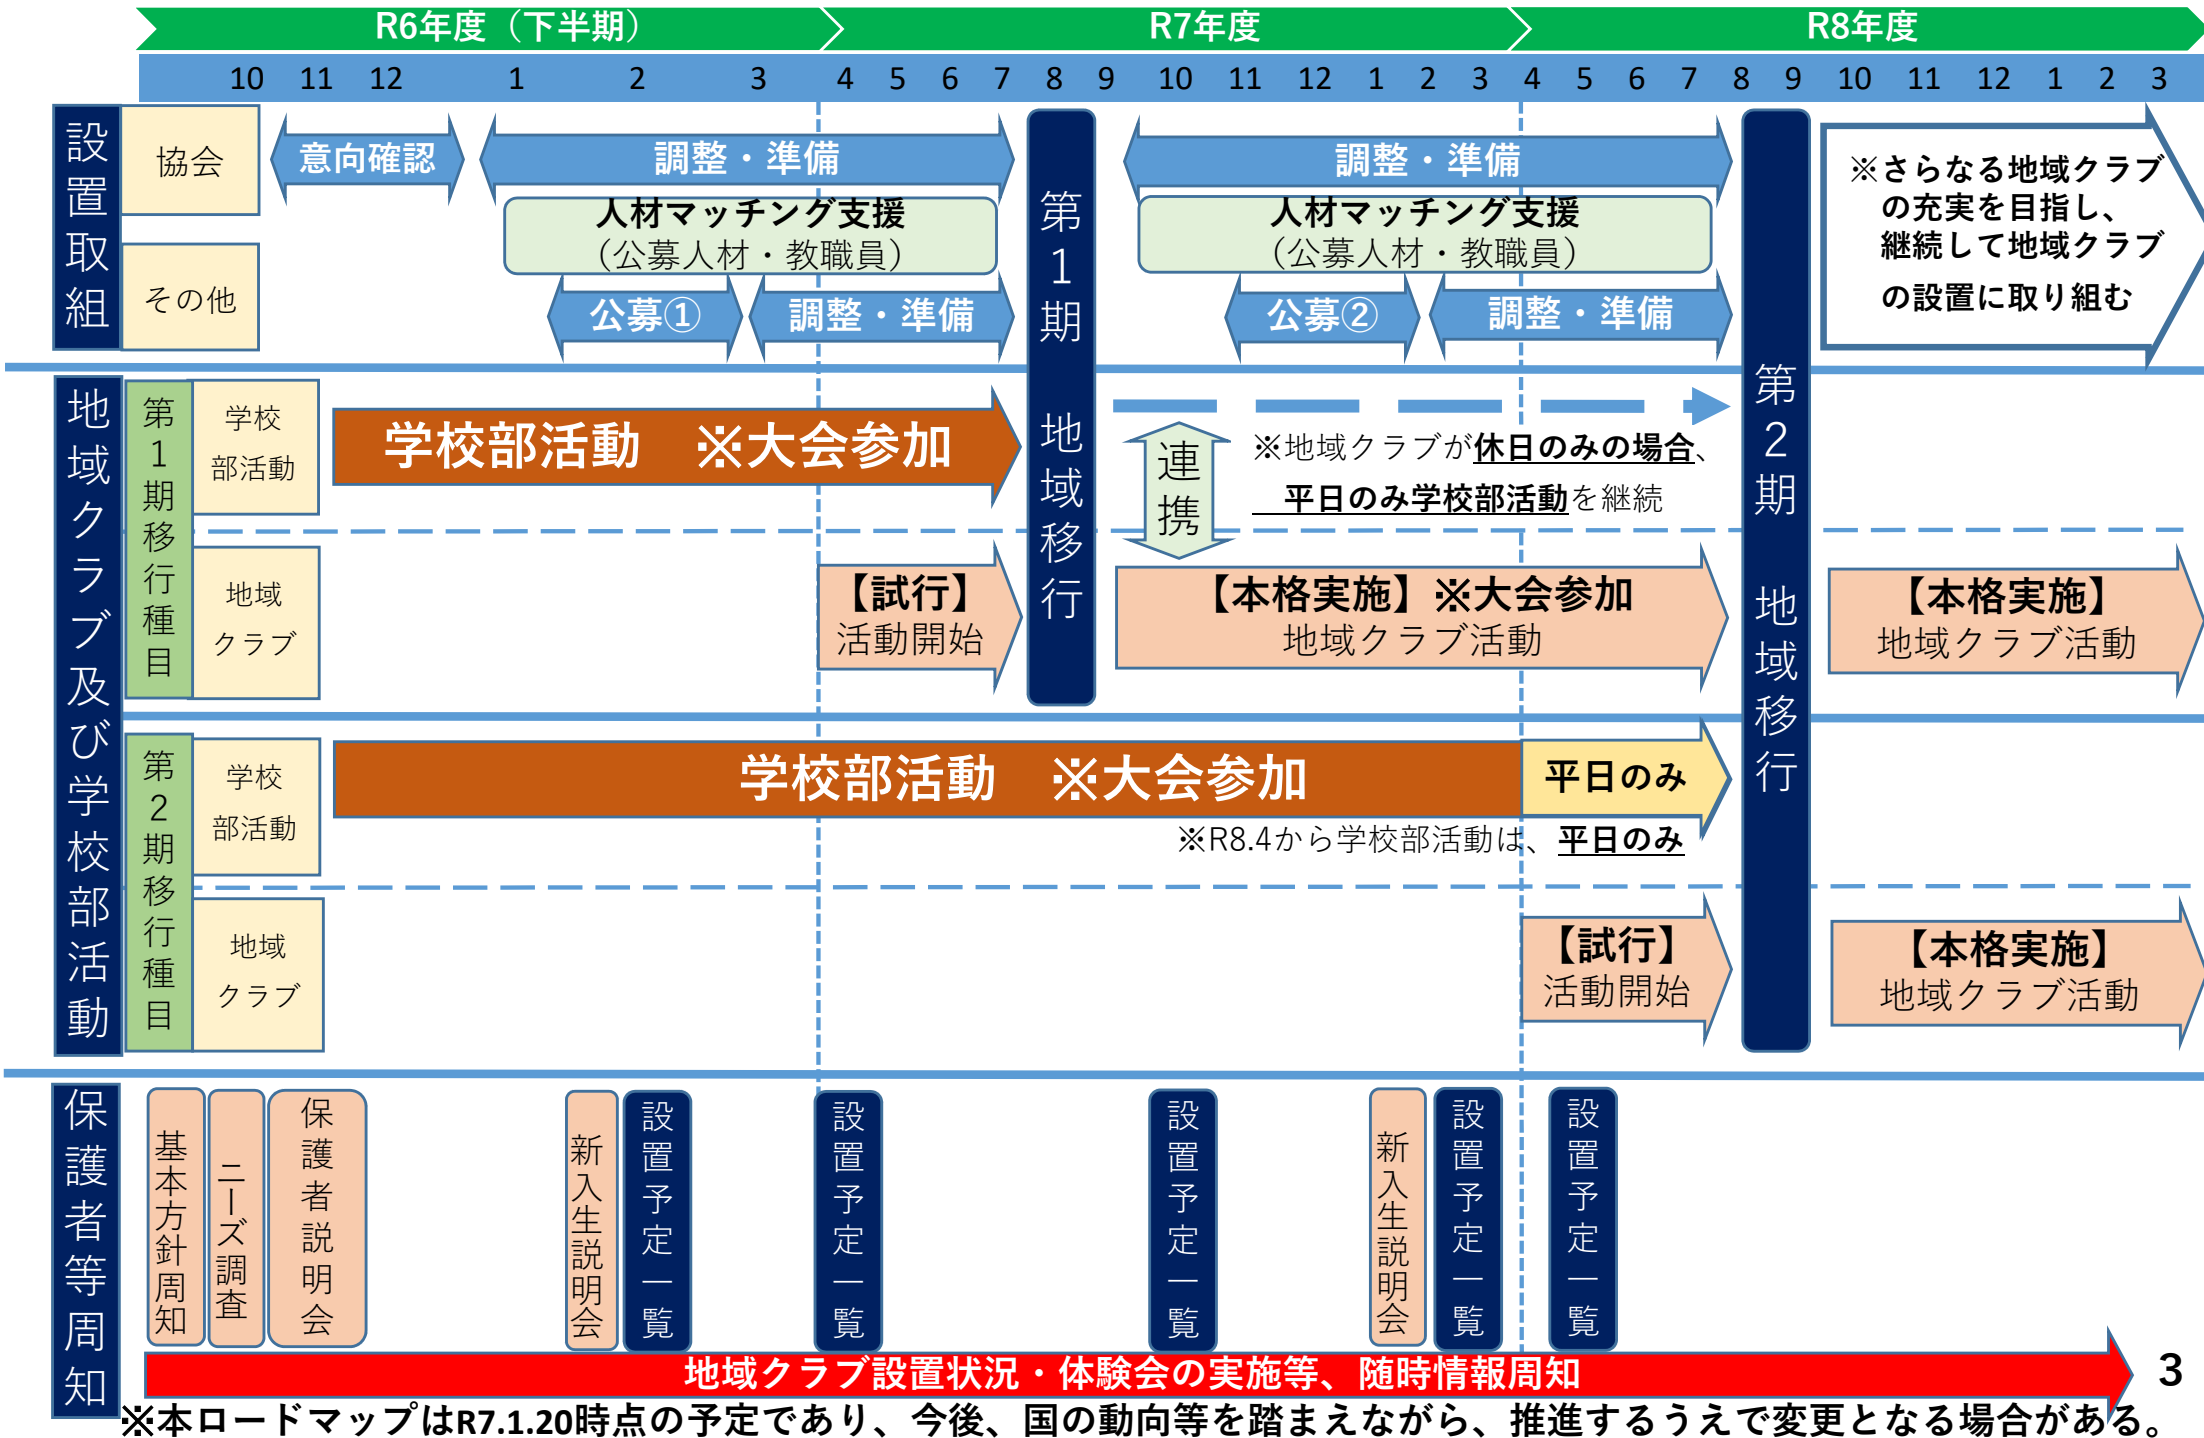 R6年度（下半期）
R7年度
R8年度
10 11 12 1 2 3 4 5 6 7 8 9 10 11 12 1 2 3 4 5 6 7 8 9 10 11 12 1 2 3
設置取組
協会
意向確認
調整・準備
人材マッチング支援
（公募人材・教職員）
その他
公募①
調整・準備
第1期　地域移行
調整・準備
人材マッチング支援
（公募人材・教職員）
公募②
調整・準備
第2期　地域移行
※さらなる地域クラブ
の充実を目指し、
継続して地域クラブ
の設置に取り組む
地域クラブ及び学校部活動
第1期移行種目
学校
部活動
学校部活動　※大会参加
連携
※地域クラブが休日のみの場合、
平日のみ学校部活動を継続
地域
クラブ
【試行】
活動開始
【本格実施】※大会参加
地域クラブ活動
【本格実施】
地域クラブ活動
第2期移行種目
学校
部活動
学校部活動　※大会参加
平日のみ
※R8.4から学校部活動は、平日のみ
地域
クラブ
【試行】
活動開始
【本格実施】
地域クラブ活動
保護者等周知
基本方針周知
ニーズ調査
保護者説明会
新入生説明会
設置予定一覧
設置予定一覧
設置予定一覧
新入生説明会
設置予定一覧
設置予定一覧
地域クラブ設置状況・体験会の実施等、随時情報周知
3
※本ロードマップはR7.1.20時点の予定であり、今後、国の動向等を踏まえながら、推進するうえで変更となる場合がある。